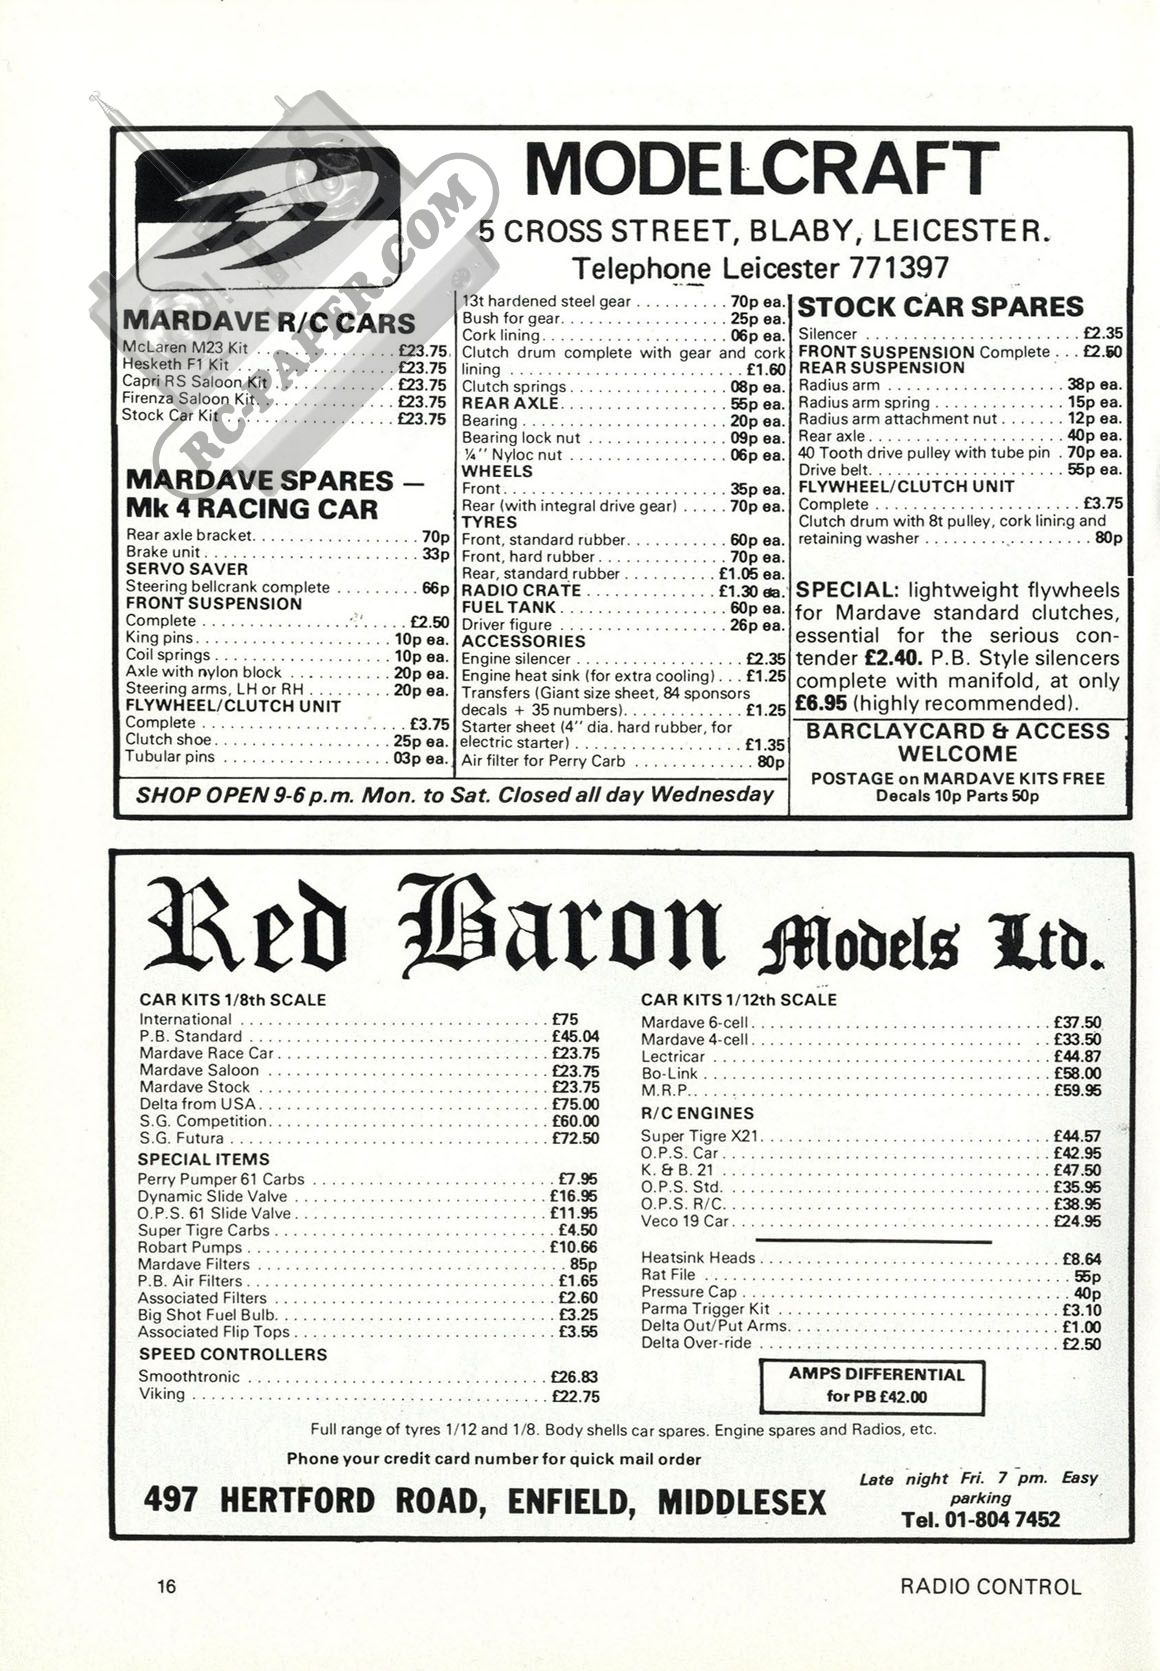 MODELCRAFT
5 CROSS STREET, BLABY, LEICESTER.
Telephone Leicester 771397
RC-PAPER.COM
MARDAVE R/C CARS
McLaren M23 Kit . . . . . . . . . . . . . . . £23.75
Hesketh F1 Kit . . . . . . . . . . . . . . . £23.75
Capri RS Saloon Kit . . . . . . . . . . . . £23.75
Firenza Saloon Kit . . . . . . . . . . . . . £23.75
Stock Car Kit . . . . . . . . . . . . . . . . £23.75
MARDAVE SPARES —
Mk 4 RACING CAR
Rear axle bracket . . . . . . . . . . . . . . 70p
Brake unit . . . . . . . . . . . . . . . . . . 33p
SERVO SAVER
Steering bellcrank complete . . . . . . . . . 66p
FRONT SUSPENSION
Complete . . . . . . . . . . . . . . . . . . £2.50
King pins . . . . . . . . . . . . . . . . 10p ea.
Coil springs . . . . . . . . . . . . . . . 10p ea.
Axle with nylon block . . . . . . . . . . 20p ea.
Steering arms, LH or RH . . . . . . . . . 20p ea.
FLYWHEEL/CLUTCH UNIT
Complete . . . . . . . . . . . . . . . . . . £3.75
Clutch shoe . . . . . . . . . . . . . . . 25p ea.
Tubular pins . . . . . . . . . . . . . . . 03p ea.
13t hardened steel gear . . . . . . . . . . 70p ea.
Bush for gear . . . . . . . . . . . . . . . 25p ea.
Cork lining . . . . . . . . . . . . . . . . 06p ea.
Clutch drum complete with gear and cork
lining . . . . . . . . . . . . . . . . . . . £1.60
Clutch springs . . . . . . . . . . . . . . 08p ea.
REAR AXLE . . . . . . . . . . . . . . . . 55p ea.
Bearing . . . . . . . . . . . . . . . . . . 20p ea.
Bearing lock nut . . . . . . . . . . . . . 09p ea.
¼" Nyloc nut . . . . . . . . . . . . . . . 06p ea.
WHEELS
Front . . . . . . . . . . . . . . . . . . . 35p ea.
Rear (with integral drive gear) . . . . . 70p ea.
TYRES
Front, standard rubber . . . . . . . . . . 60p ea.
Front, hard rubber . . . . . . . . . . . . 70p ea.
Rear, standard rubber . . . . . . . . . . £1.05 ea.
RADIO CRATE . . . . . . . . . . . . . . £1.30 ea.
FUEL TANK . . . . . . . . . . . . . . . . 60p ea.
Driver figure . . . . . . . . . . . . . . . 26p ea.
ACCESSORIES
Engine silencer . . . . . . . . . . . . . . £2.35
Engine heat sink (for extra cooling) . . . £1.25
Transfers (Giant size sheet, 84 sponsors
decals + 35 numbers) . . . . . . . . . . . £1.25
Starter sheet (4" dia. hard rubber, for
electric starter) . . . . . . . . . . . . . £1.35
Air filter for Perry Carb . . . . . . . . . . 80p
STOCK CAR SPARES
Silencer . . . . . . . . . . . . . . . . . . £2.35
FRONT SUSPENSION Complete . . . £2.50
REAR SUSPENSION
Radius arm . . . . . . . . . . . . . . . . 38p ea.
Radius arm spring . . . . . . . . . . . . . 15p ea.
Radius arm attachment nut . . . . . . . 12p ea.
Rear axle . . . . . . . . . . . . . . . . . 40p ea.
40 Tooth drive pulley with tube pin . 70p ea.
Drive belt . . . . . . . . . . . . . . . . . 55p ea.
FLYWHEEL/CLUTCH UNIT
Complete . . . . . . . . . . . . . . . . . . £3.75
Clutch drum with 8t pulley, cork lining and
retaining washer . . . . . . . . . . . . . . 80p
SPECIAL: lightweight flywheels
for Mardave standard clutches,
essential for the serious con-
tender £2.40. P.B. Style silencers
complete with manifold, at only
£6.95 (highly recommended).
BARCLAYCARD & ACCESS
WELCOME
POSTAGE on MARDAVE KITS FREE
Decals 10p Parts 50p
SHOP OPEN 9-6 p.m. Mon. to Sat. Closed all day Wednesday
Red Baron Models Ltd.
CAR KITS 1/8th SCALE
International . . . . . . . . . . . . . . . . £75
P.B. Standard . . . . . . . . . . . . . . . . £45.04
Mardave Race Car . . . . . . . . . . . . . . £23.75
Mardave Saloon . . . . . . . . . . . . . . . £23.75
Mardave Stock . . . . . . . . . . . . . . . . £23.75
Delta from USA . . . . . . . . . . . . . . . £75.00
S.G. Competition . . . . . . . . . . . . . . £60.00
S.G. Futura . . . . . . . . . . . . . . . . . £72.50
SPECIAL ITEMS
Perry Pumper 61 Carbs . . . . . . . . . . . £7.95
Dynamic Slide Valve . . . . . . . . . . . . £16.95
O.P.S. 61 Slide Valve . . . . . . . . . . . . £11.95
Super Tigre Carbs . . . . . . . . . . . . . . £4.50
Robart Pumps . . . . . . . . . . . . . . . . £10.66
Mardave Filters . . . . . . . . . . . . . . . 85p
P.B. Air Filters . . . . . . . . . . . . . . . £1.65
Associated Filters . . . . . . . . . . . . . . £2.60
Big Shot Fuel Bulb . . . . . . . . . . . . . £3.25
Associated Flip Tops . . . . . . . . . . . . £3.55
SPEED CONTROLLERS
Smoothtronic . . . . . . . . . . . . . . . . £26.83
Viking . . . . . . . . . . . . . . . . . . . . £22.75
CAR KITS 1/12th SCALE
Mardave 6-cell . . . . . . . . . . . . . . . . £37.50
Mardave 4-cell . . . . . . . . . . . . . . . . £33.50
Lectricar . . . . . . . . . . . . . . . . . . . £44.87
Bo-Link . . . . . . . . . . . . . . . . . . . £58.00
M.R.P. . . . . . . . . . . . . . . . . . . . . £59.95
R/C ENGINES
Super Tigre X21 . . . . . . . . . . . . . . . £44.57
O.P.S. Car . . . . . . . . . . . . . . . . . . £42.95
K. & B. 21 . . . . . . . . . . . . . . . . . . £47.50
O.P.S. Std. . . . . . . . . . . . . . . . . . . £35.95
O.P.S. R/C. . . . . . . . . . . . . . . . . . £38.95
Veco 19 Car . . . . . . . . . . . . . . . . . £24.95
Heatsink Heads . . . . . . . . . . . . . . . £8.64
Rat File . . . . . . . . . . . . . . . . . . . 55p
Pressure Cap . . . . . . . . . . . . . . . . . 40p
Parma Trigger Kit . . . . . . . . . . . . . . £3.10
Delta Out/Put Arms . . . . . . . . . . . . . £1.00
Delta Over-ride . . . . . . . . . . . . . . . £2.50
AMPS DIFFERENTIAL
for PB £42.00
Full range of tyres 1/12 and 1/8. Body shells car spares. Engine spares and Radios, etc.
Phone your credit card number for quick mail order
497 HERTFORD ROAD, ENFIELD, MIDDLESEX
Late night Fri. 7 pm. Easy
parking
Tel. 01-804 7452
16
RADIO CONTROL